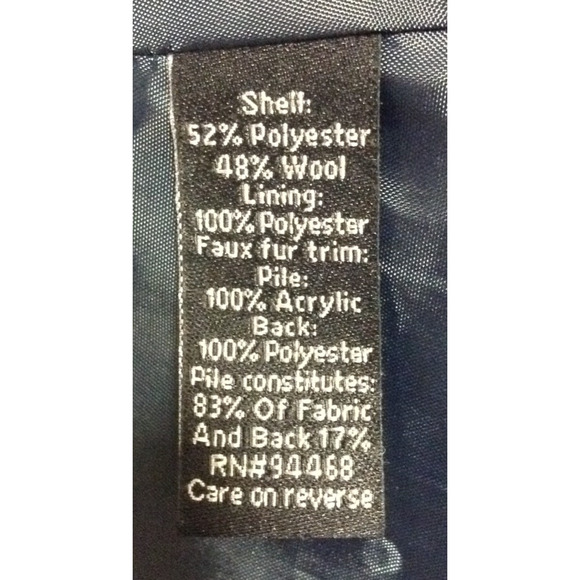 Shell:
52% Polyester
48% Wool
Lining:
100% Polyester
Faux fur trim:
Pile:
100% Acrylic
Back:
100% Polyester
Pile constitutes:
83% Of Fabric
And Back 17%
RN#94468
Care on reverse